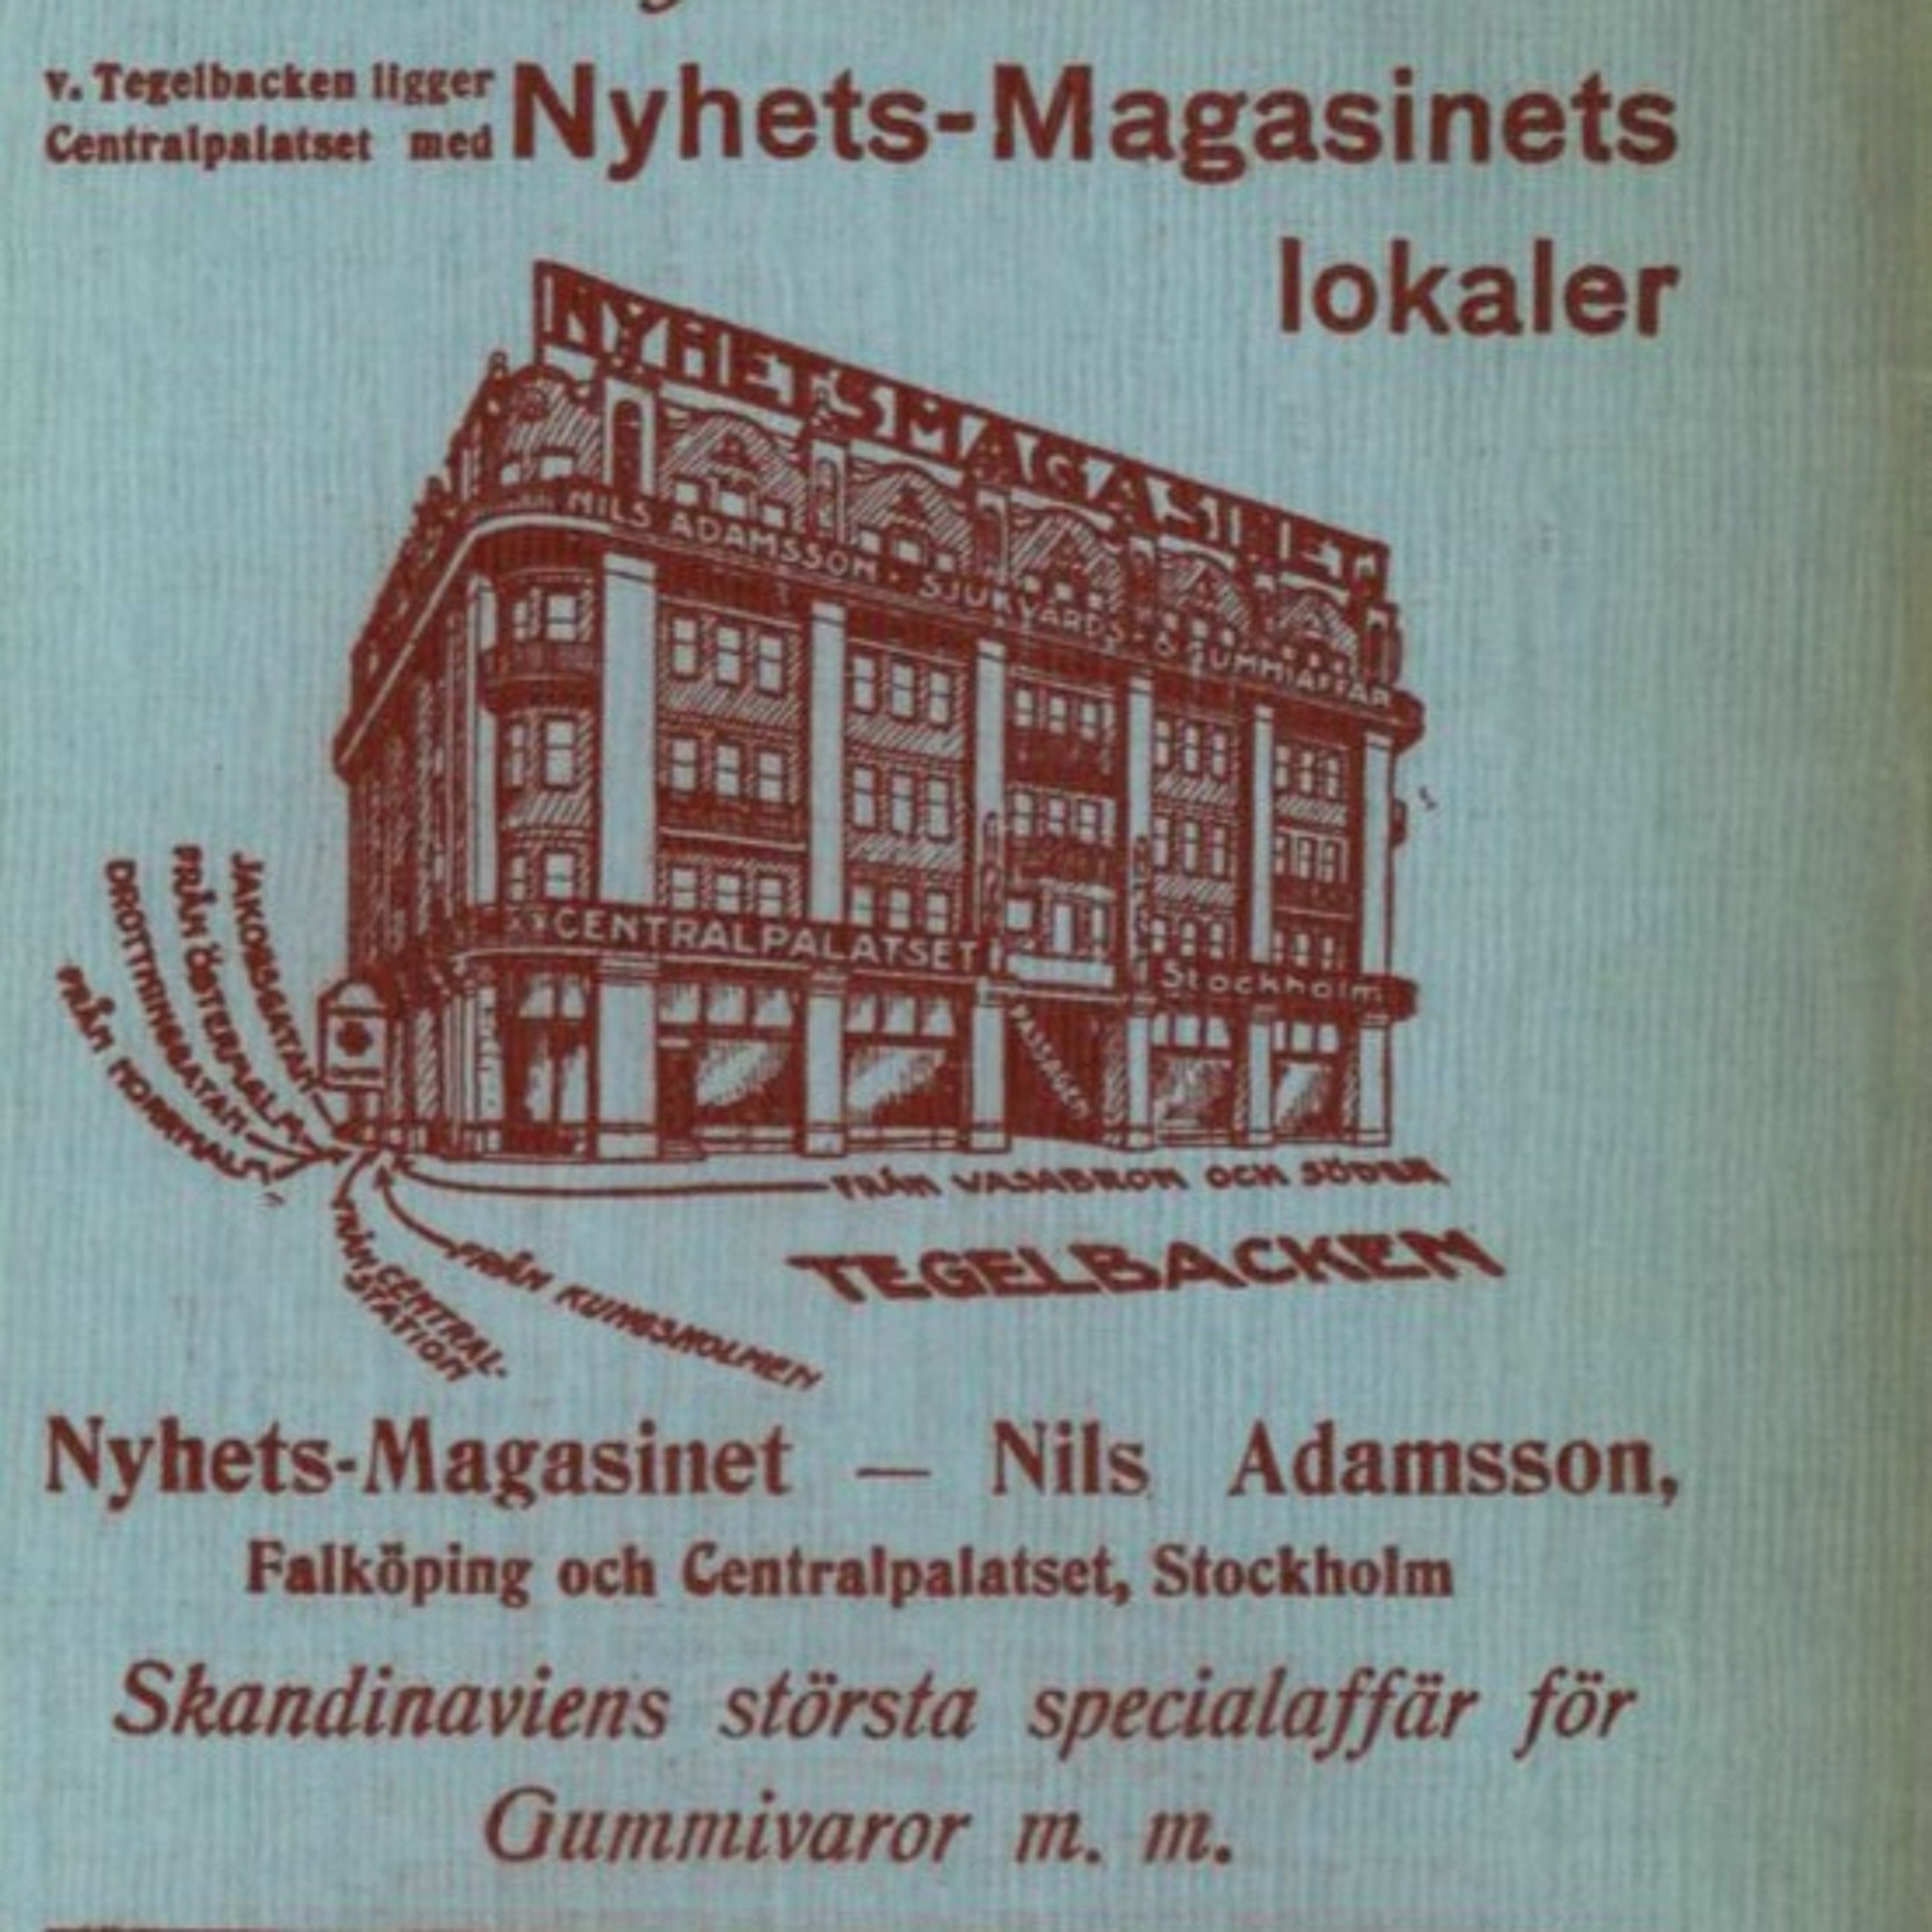 v. Tegelbacken ligger
Centralpalatset med
Nyhets-Magasinets
lokaler
NYHETSMAGASINET
NILS ADAMSSON · SJUKVÅRDS- & GUMMIAFFÄR
CENTRALPALATSET
Stockholm
PASSAGEN
JAKOBSGATAN
FRÅN ÖSTERMALM
DROTTNINGGATAN
FRÅN NORRMALM
FRÅN VASABRON OCH SÖDER
TEGELBACKEN
FRÅN KUNGSHOLMEN
FRÅN CENTRAL-
STATION
Nyhets-Magasinet — Nils Adamsson,
Falköping och Centralpalatset, Stockholm
Skandinaviens största specialaffär för
Gummivaror m. m.